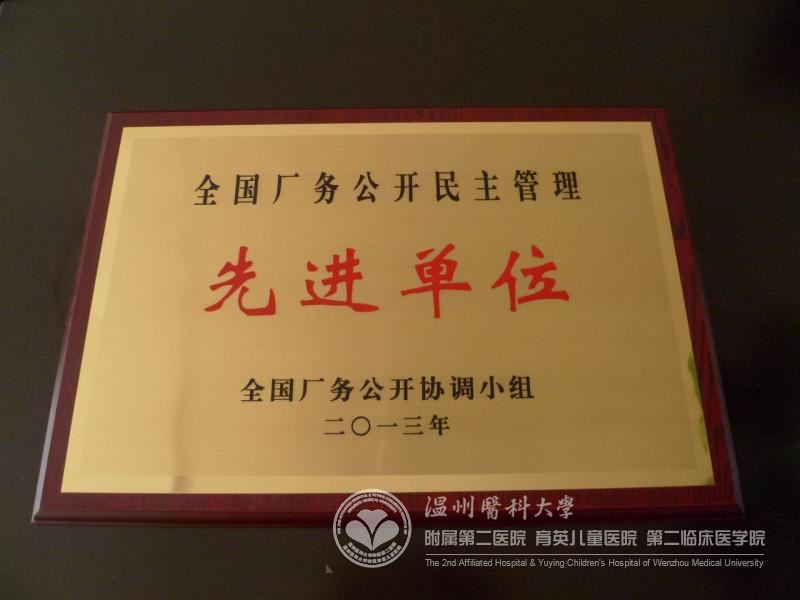 全国厂务公开民主管理
先进单位
全国厂务公开协调小组
二〇一三年
温州醫科大學
附属第二医院 育英儿童医院 第二临床医学院
The 2nd Affiliated Hospital & Yuying Children's Hospital of Wenzhou Medical University